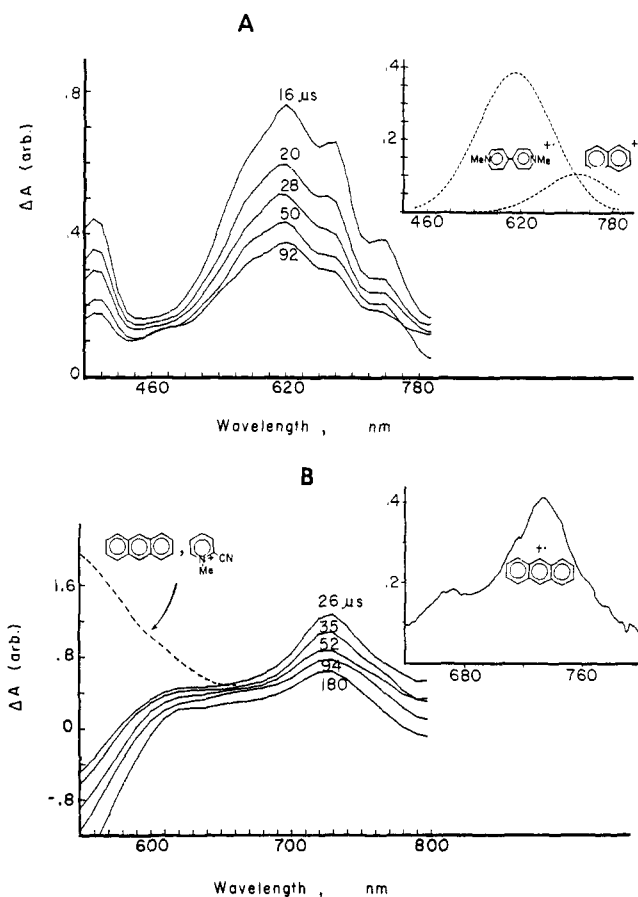 A
ΔA (arb.)
.8
.4
0
16 μs
20
28
50
92
460
620
780
Wavelength , nm
.4
.2
MeN
NMe
+·
+
460
620
780
B
ΔA (arb.)
1.6
.8
0
-.8
,
N+
CN
Me
26 μs
35
52
94
180
600
700
800
Wavelength , nm
.4
.2
+·
680
760